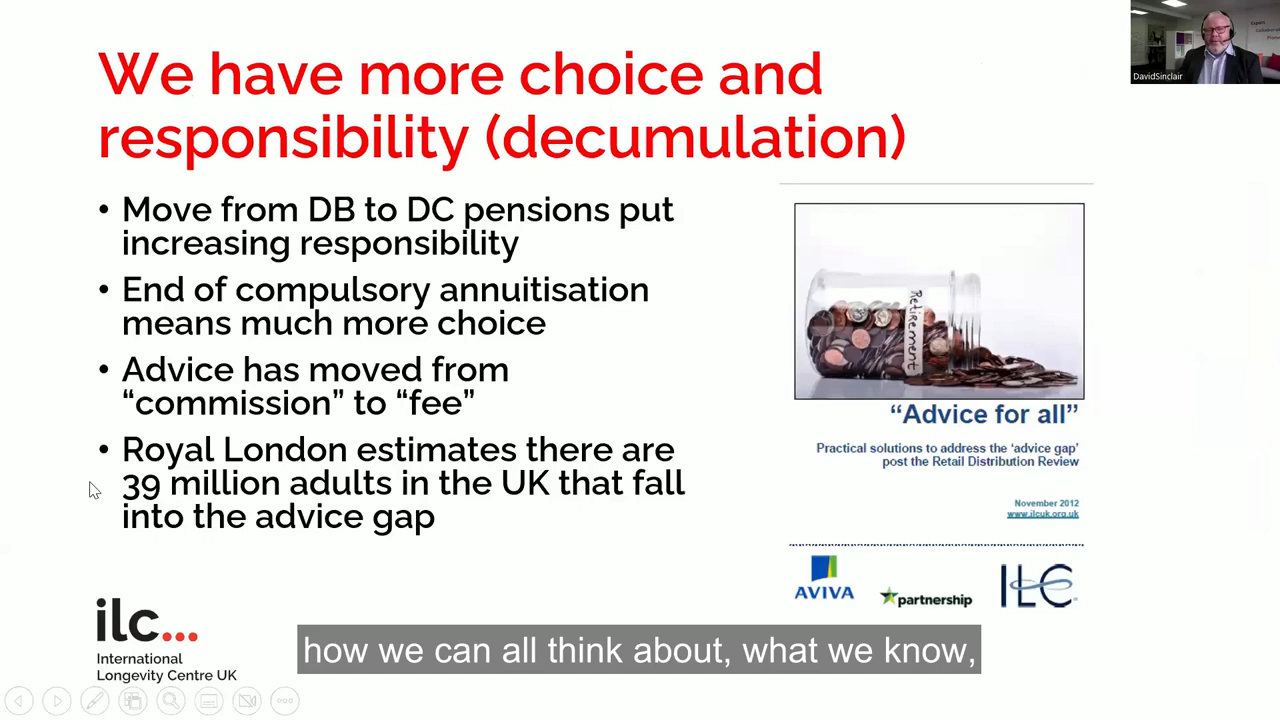 We have more choice and
responsibility (decumulation)
• Move from DB to DC pensions put
increasing responsibility
• End of compulsory annuitisation
means much more choice
• Advice has moved from
“commission” to “fee”
• Royal London estimates there are
39 million adults in the UK that fall
into the advice gap
Retirement
“Advice for all”
Practical solutions to address the ‘advice gap’
post the Retail Distribution Review
November 2012
www.ilcuk.org.uk
AVIVA
partnership
ILC
ilc...
International
Longevity Centre UK
how we can all think about, what we know,
DavidSinclair